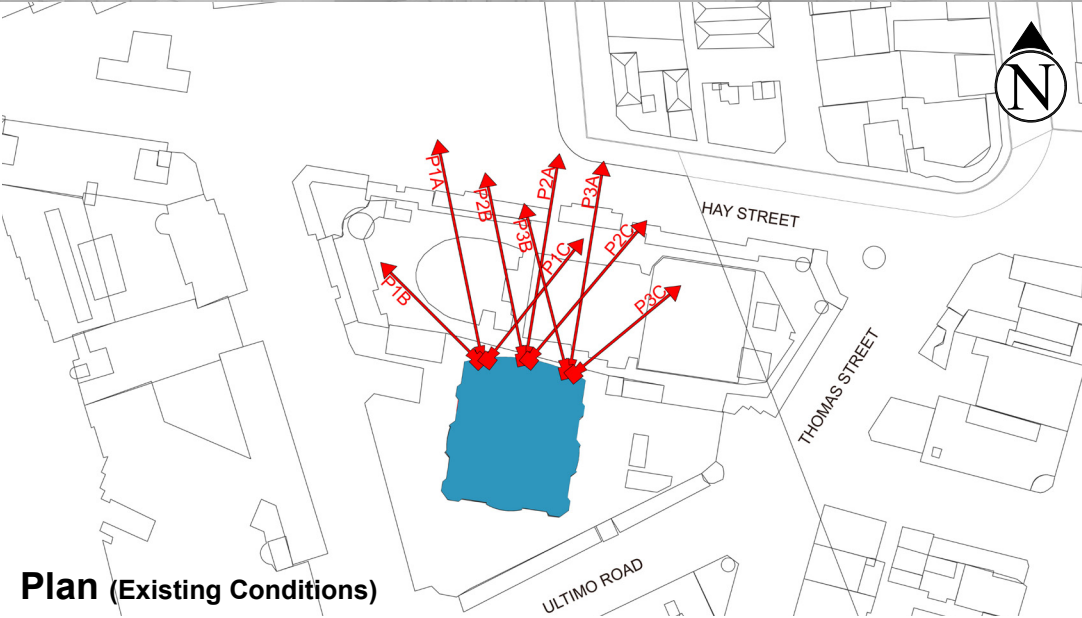 N
P1A
P2B
P2A
P3A
P3B
P1C
P2C
P1B
P3C
HAY STREET
THOMAS STREET
ULTIMO ROAD
Plan (Existing Conditions)